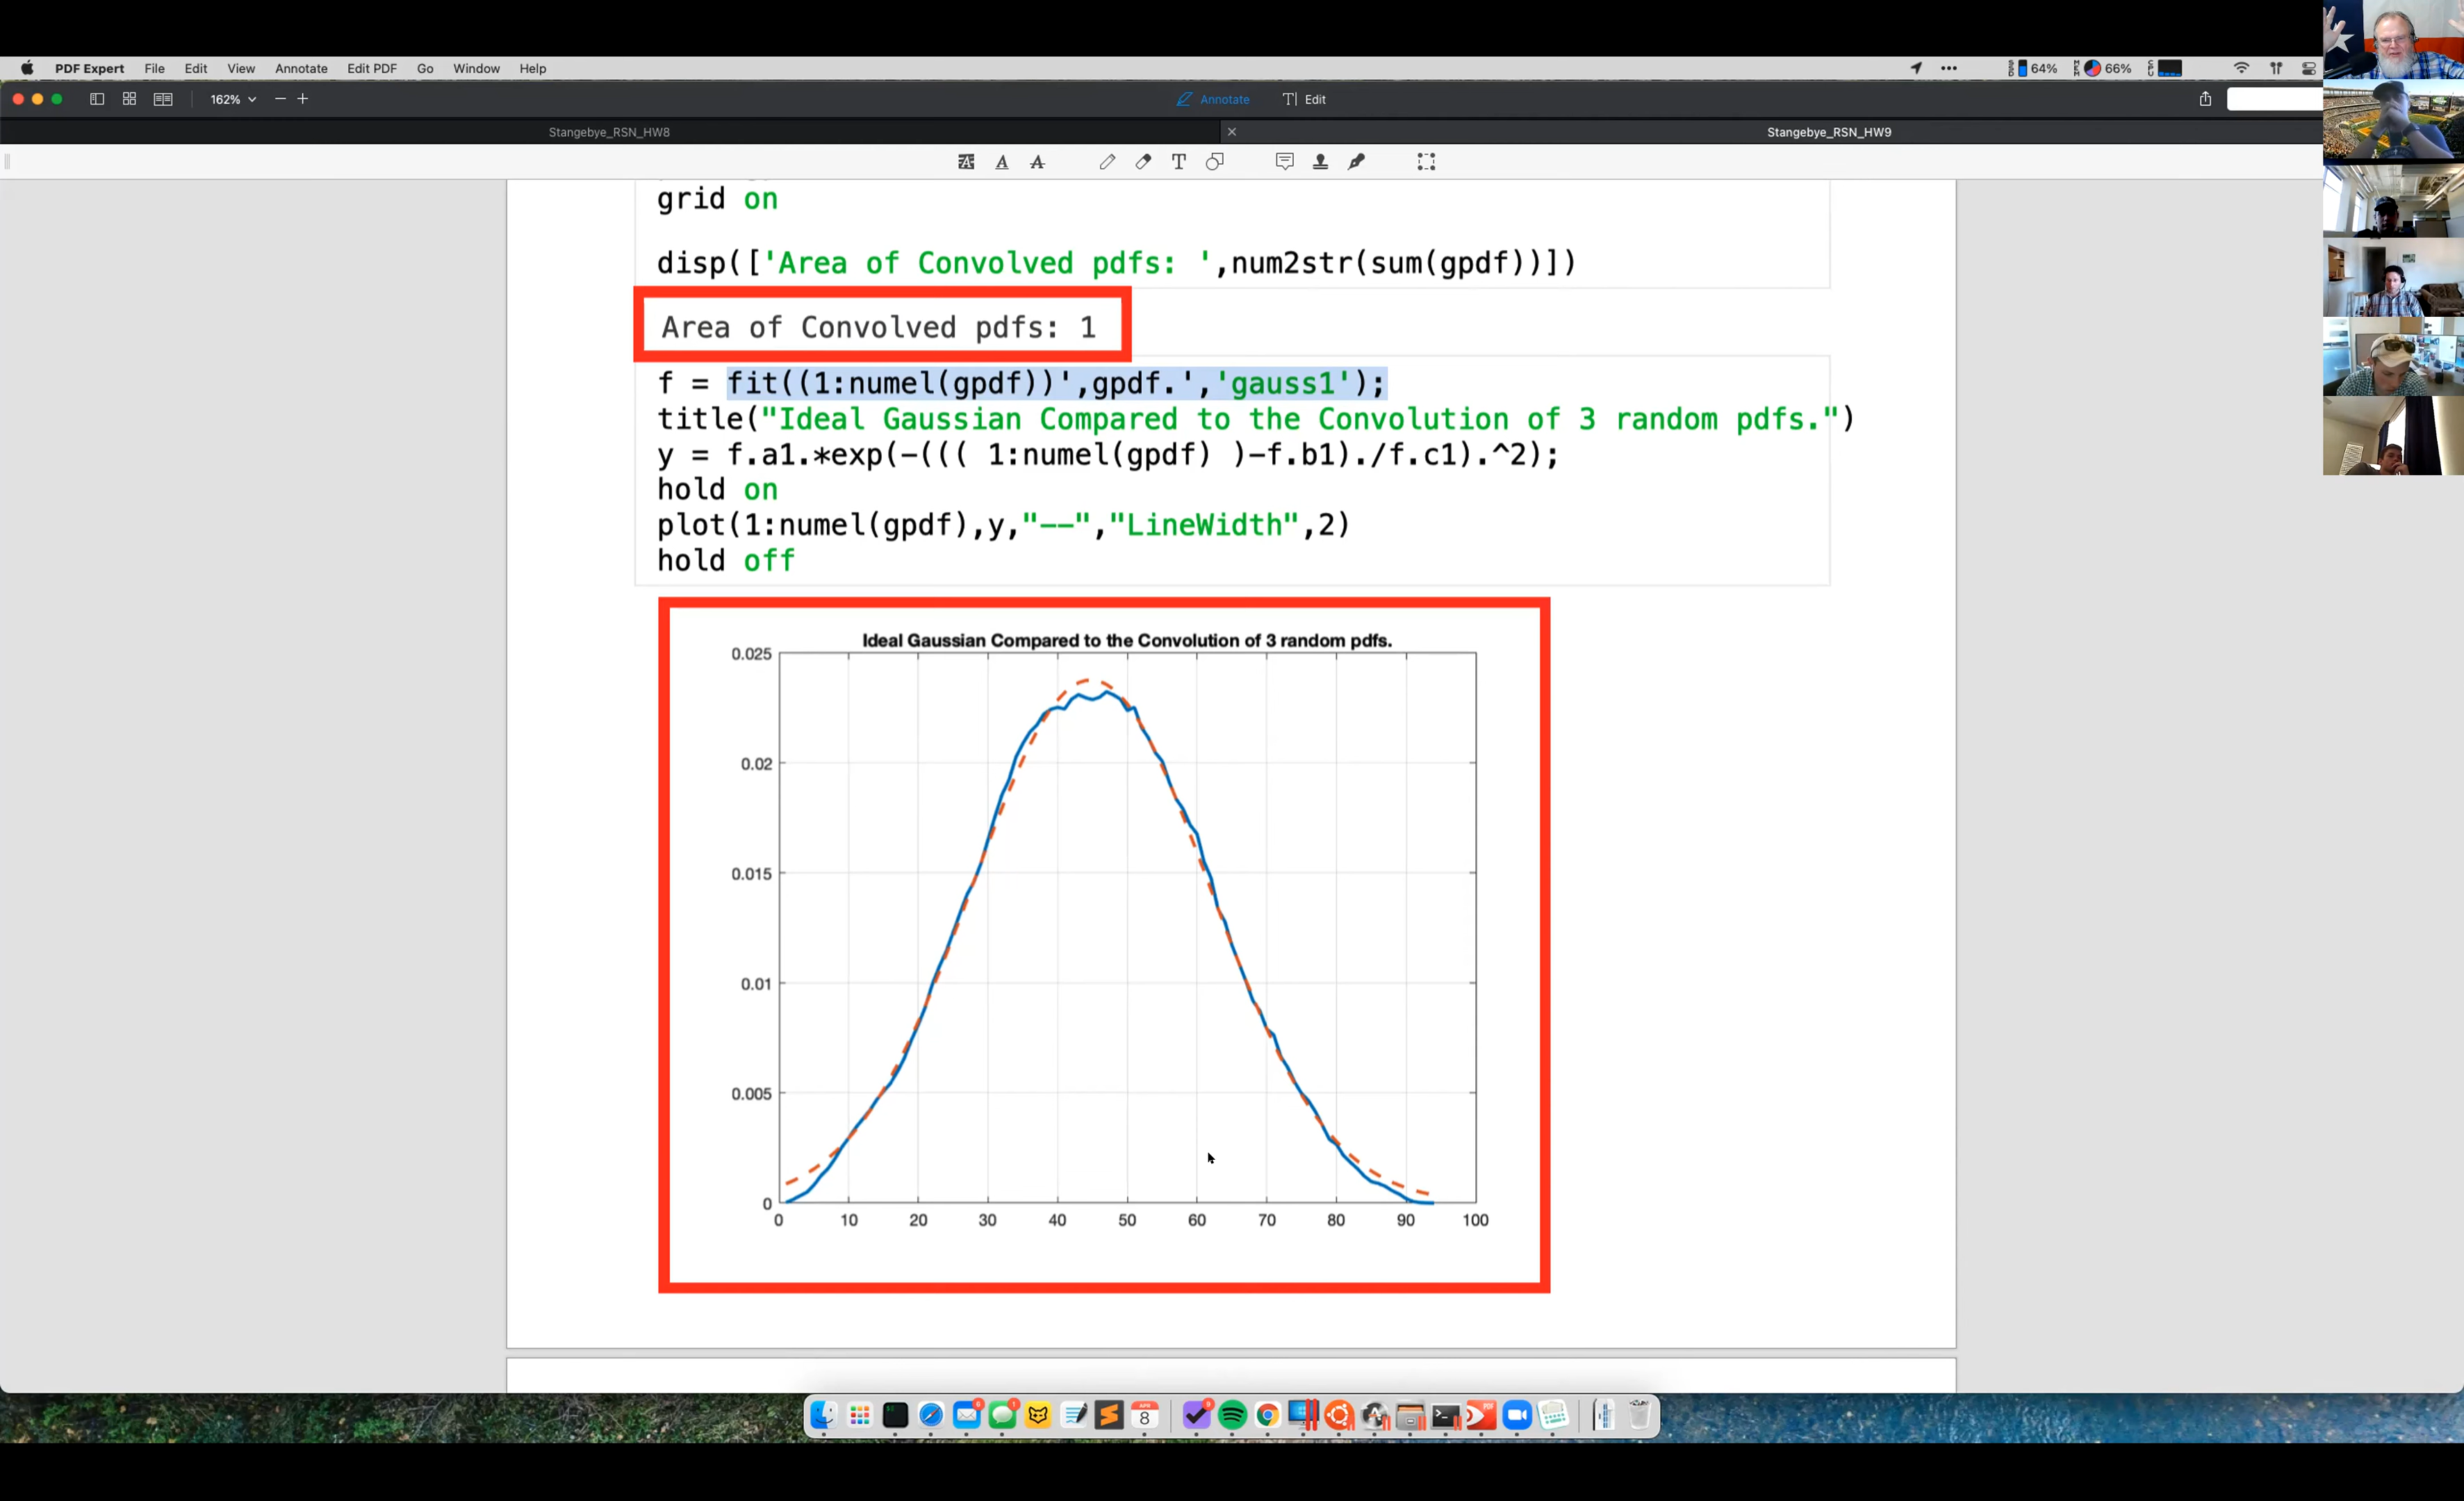 PDF Expert File Edit View Annotate Edit PDF Go Window Help
64% 66%
162% Annotate Edit
Stangebye_RSN_HW8 Stangebye_RSN_HW9
grid on
disp(['Area of Convolved pdfs: ',num2str(sum(gpdf))])
Area of Convolved pdfs: 1
f = fit((1:numel(gpdf))',gpdf.','gauss1');
title("Ideal Gaussian Compared to the Convolution of 3 random pdfs.")
y = f.a1.*exp(-((( 1:numel(gpdf) )-f.b1)./f.c1).^2);
hold on
plot(1:numel(gpdf),y,"--","LineWidth",2)
hold off
Ideal Gaussian Compared to the Convolution of 3 random pdfs.
0.025
0.02
0.015
0.01
0.005
0
0 10 20 30 40 50 60 70 80 90 100
APR
8
PDF